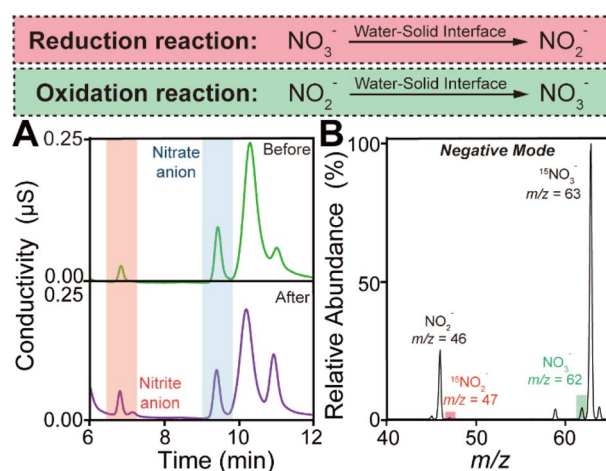 Reduction reaction: NO₃⁻ Water-Solid Interface NO₂⁻
Oxidation reaction: NO₂⁻ Water-Solid Interface NO₃⁻
A
Conductivity (μS)
0.25
0.00
0.25
0.00
Nitrate
anion
Before
After
Nitrite
anion
6 8 10 12
Time (min)
B
Relative Abundance (%)
100
50
0
Negative Mode
¹⁵NO₃⁻
m/z = 63
NO₂⁻
m/z = 46
¹⁵NO₂⁻
m/z = 47
NO₃⁻
m/z = 62
40 50 60
m/z